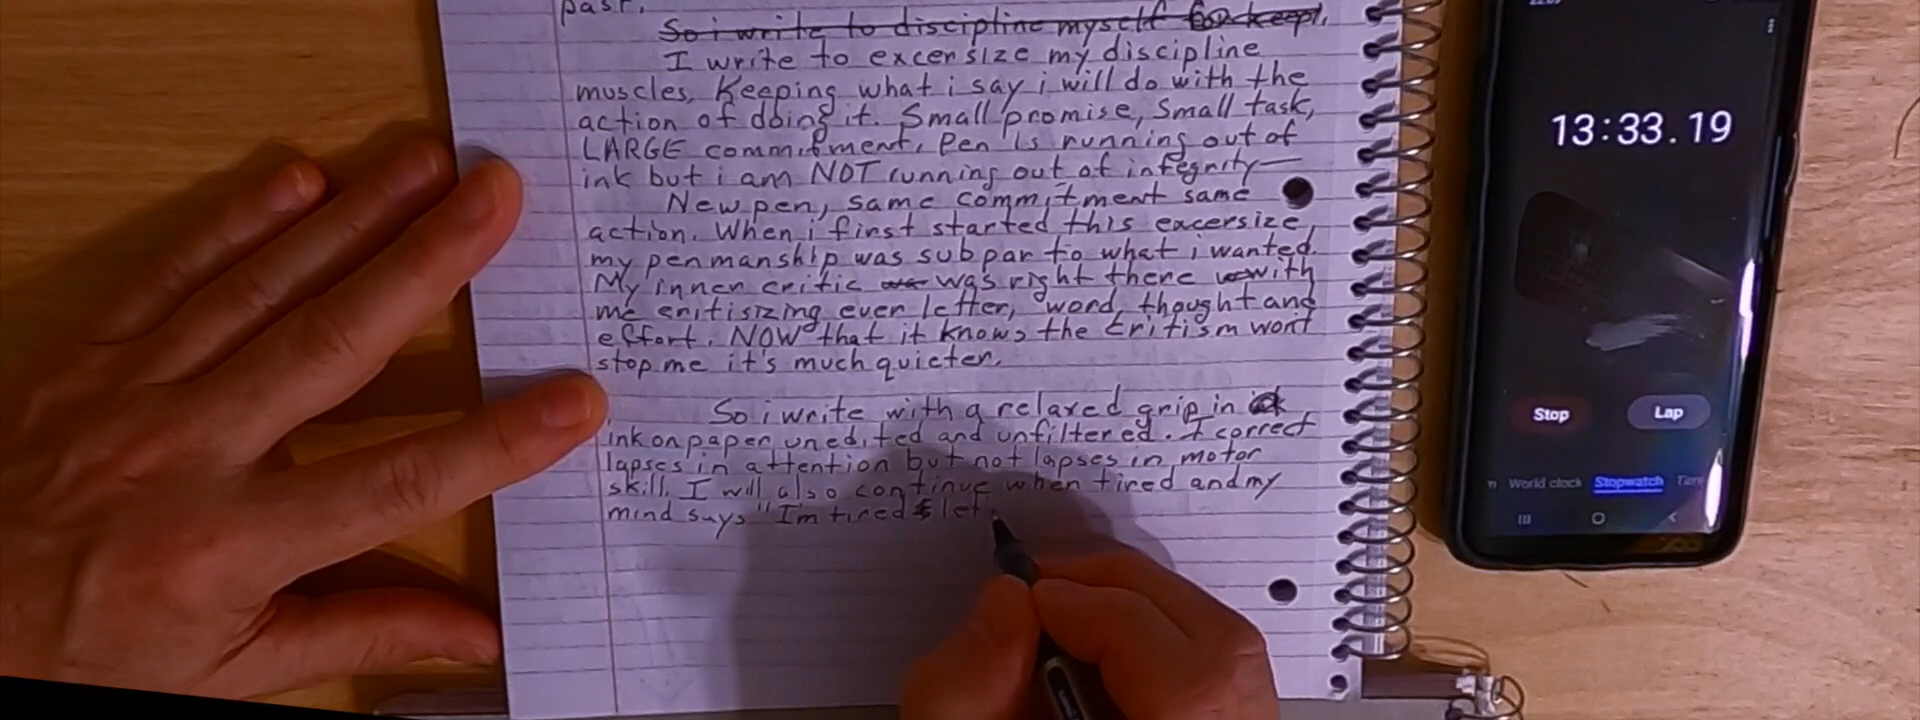 past.
So i write to discipline myself for keept.
I write to excersize my discipline
muscles, Keeping what i say i will do with the
action of doing it. Small promise, Small task,
LARGE commitment. Pen is running out of
ink but i am NOT running out of integrity—
New pen, same commitment same
action. When i first started this excersize,
my penmanship was subpar to what i wanted.
My inner critic was was right there with
me critisizing ever letter, word, thought and
effort. NOW that it knows the Critism won't
stop me it's much quieter.
So i write with a relaxed grip in
ink on paper unedited and unfiltered. I correct
lapses in attention but not lapses in motor
skill. I will also continue when tired and my
mind says "I'm tired let
13:33.19
Stop
Lap
World clock
Stopwatch